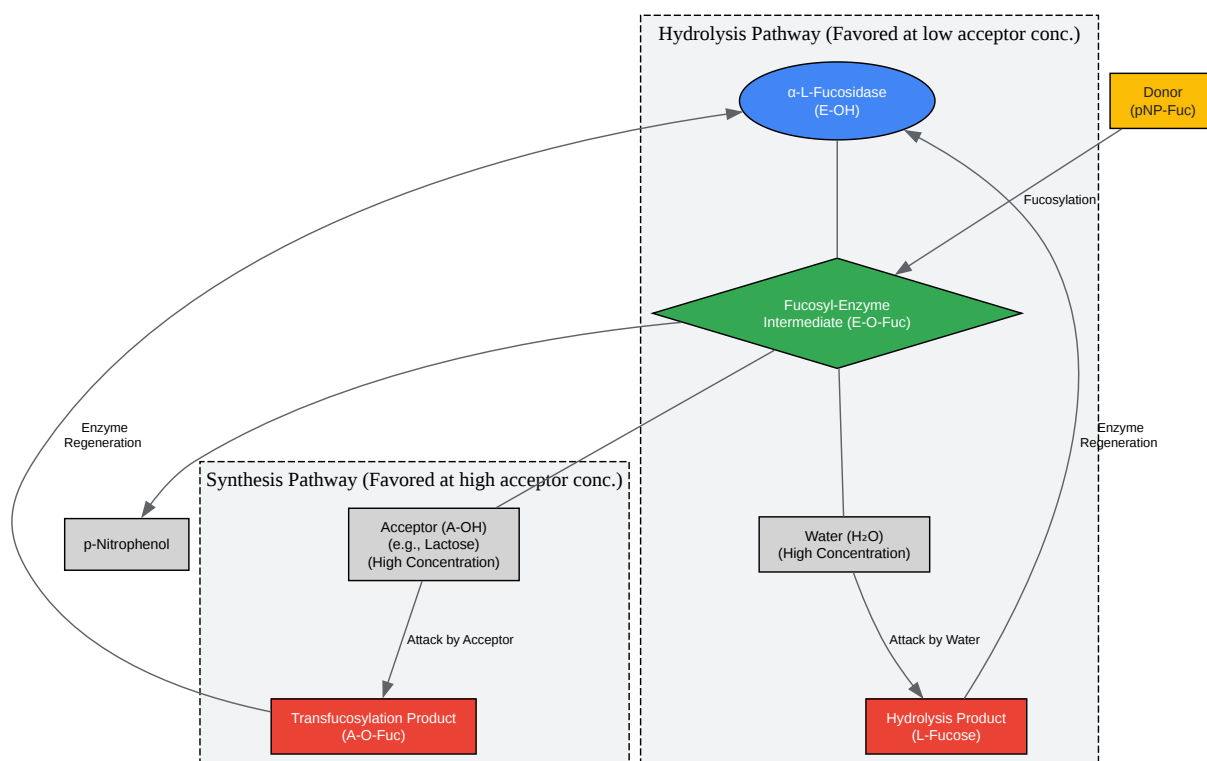 Hydrolysis Pathway (Favored at low acceptor conc.)
α-L-Fucosidase
(E-OH)
Donor
(pNP-Fuc)
Fucosylation
Fucosyl-Enzyme
Intermediate (E-O-Fuc)
Enzyme
Regeneration
Enzyme
Regeneration
Synthesis Pathway (Favored at high acceptor conc.)
p-Nitrophenol
Acceptor (A-OH)
(e.g., Lactose)
(High Concentration)
Water (H₂O)
(High Concentration)
Attack by Acceptor
Attack by Water
Transfucosylation Product
(A-O-Fuc)
Hydrolysis Product
(L-Fucose)